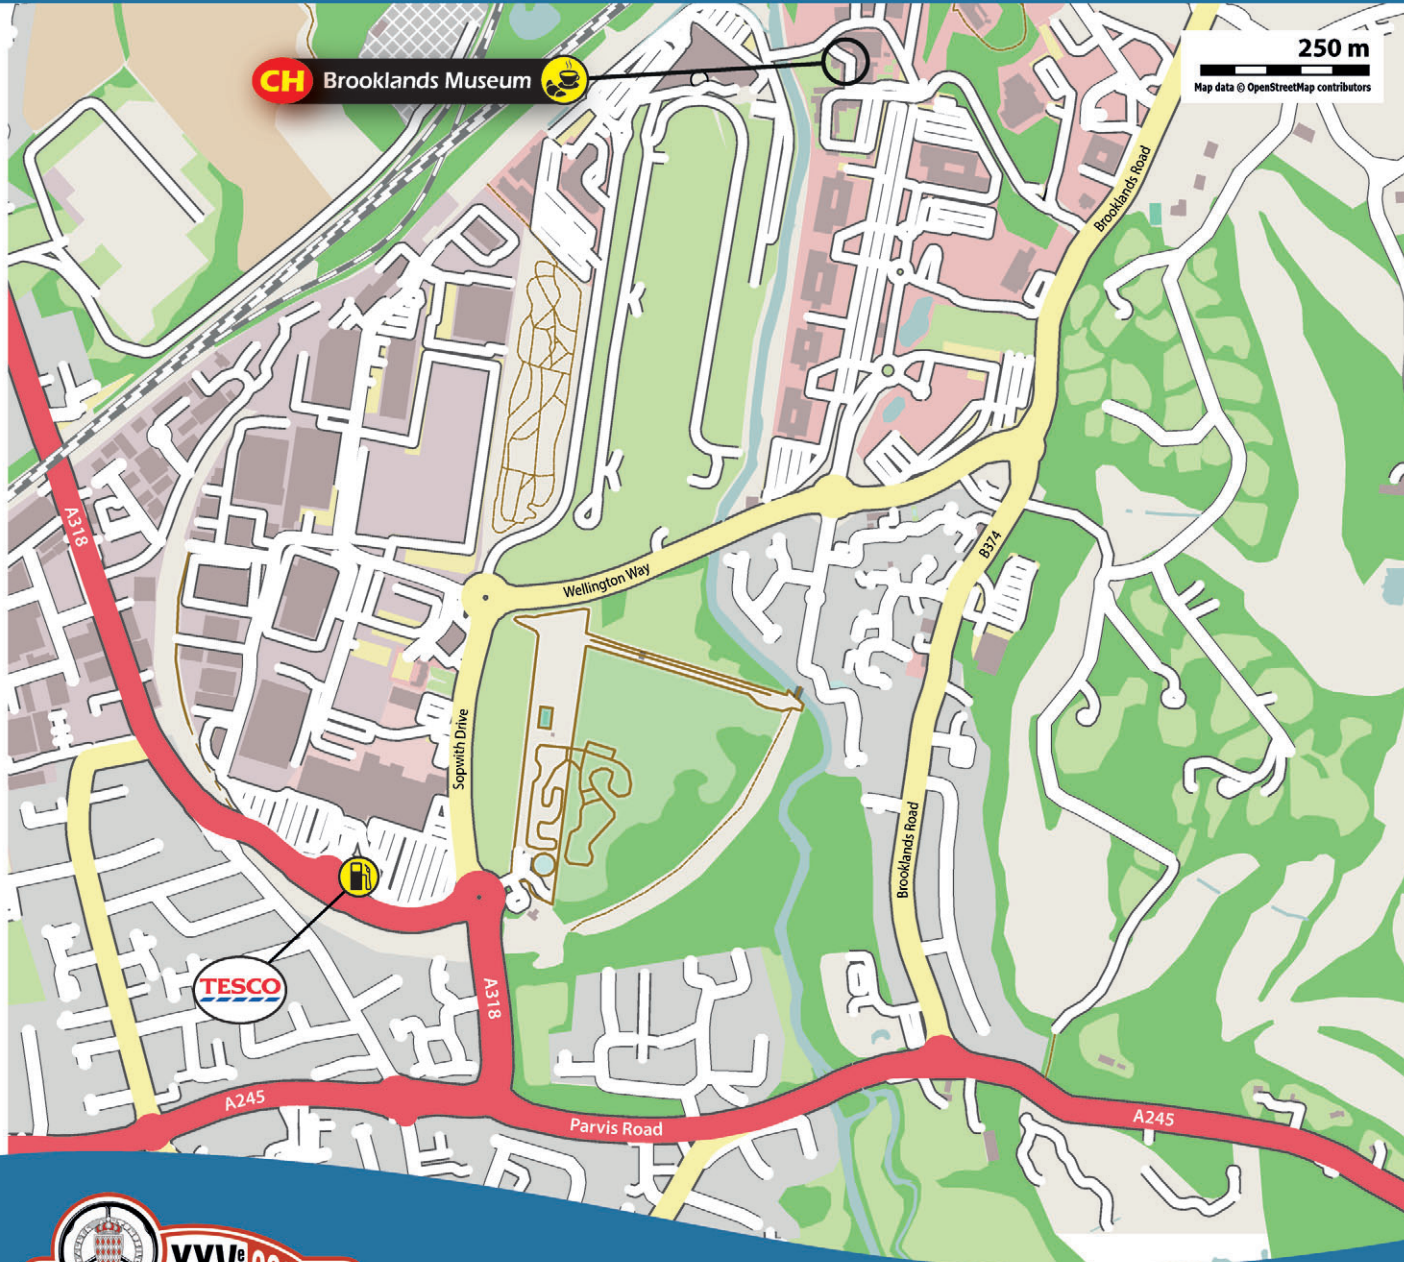 250 m
Map data © OpenStreetMap contributors
CH Brooklands Museum
Brooklands Road
A318
Wellington Way
B374
Sopwith Drive
Brooklands Road
TESCO
A318
A245
Parvis Road
A245
XXVe